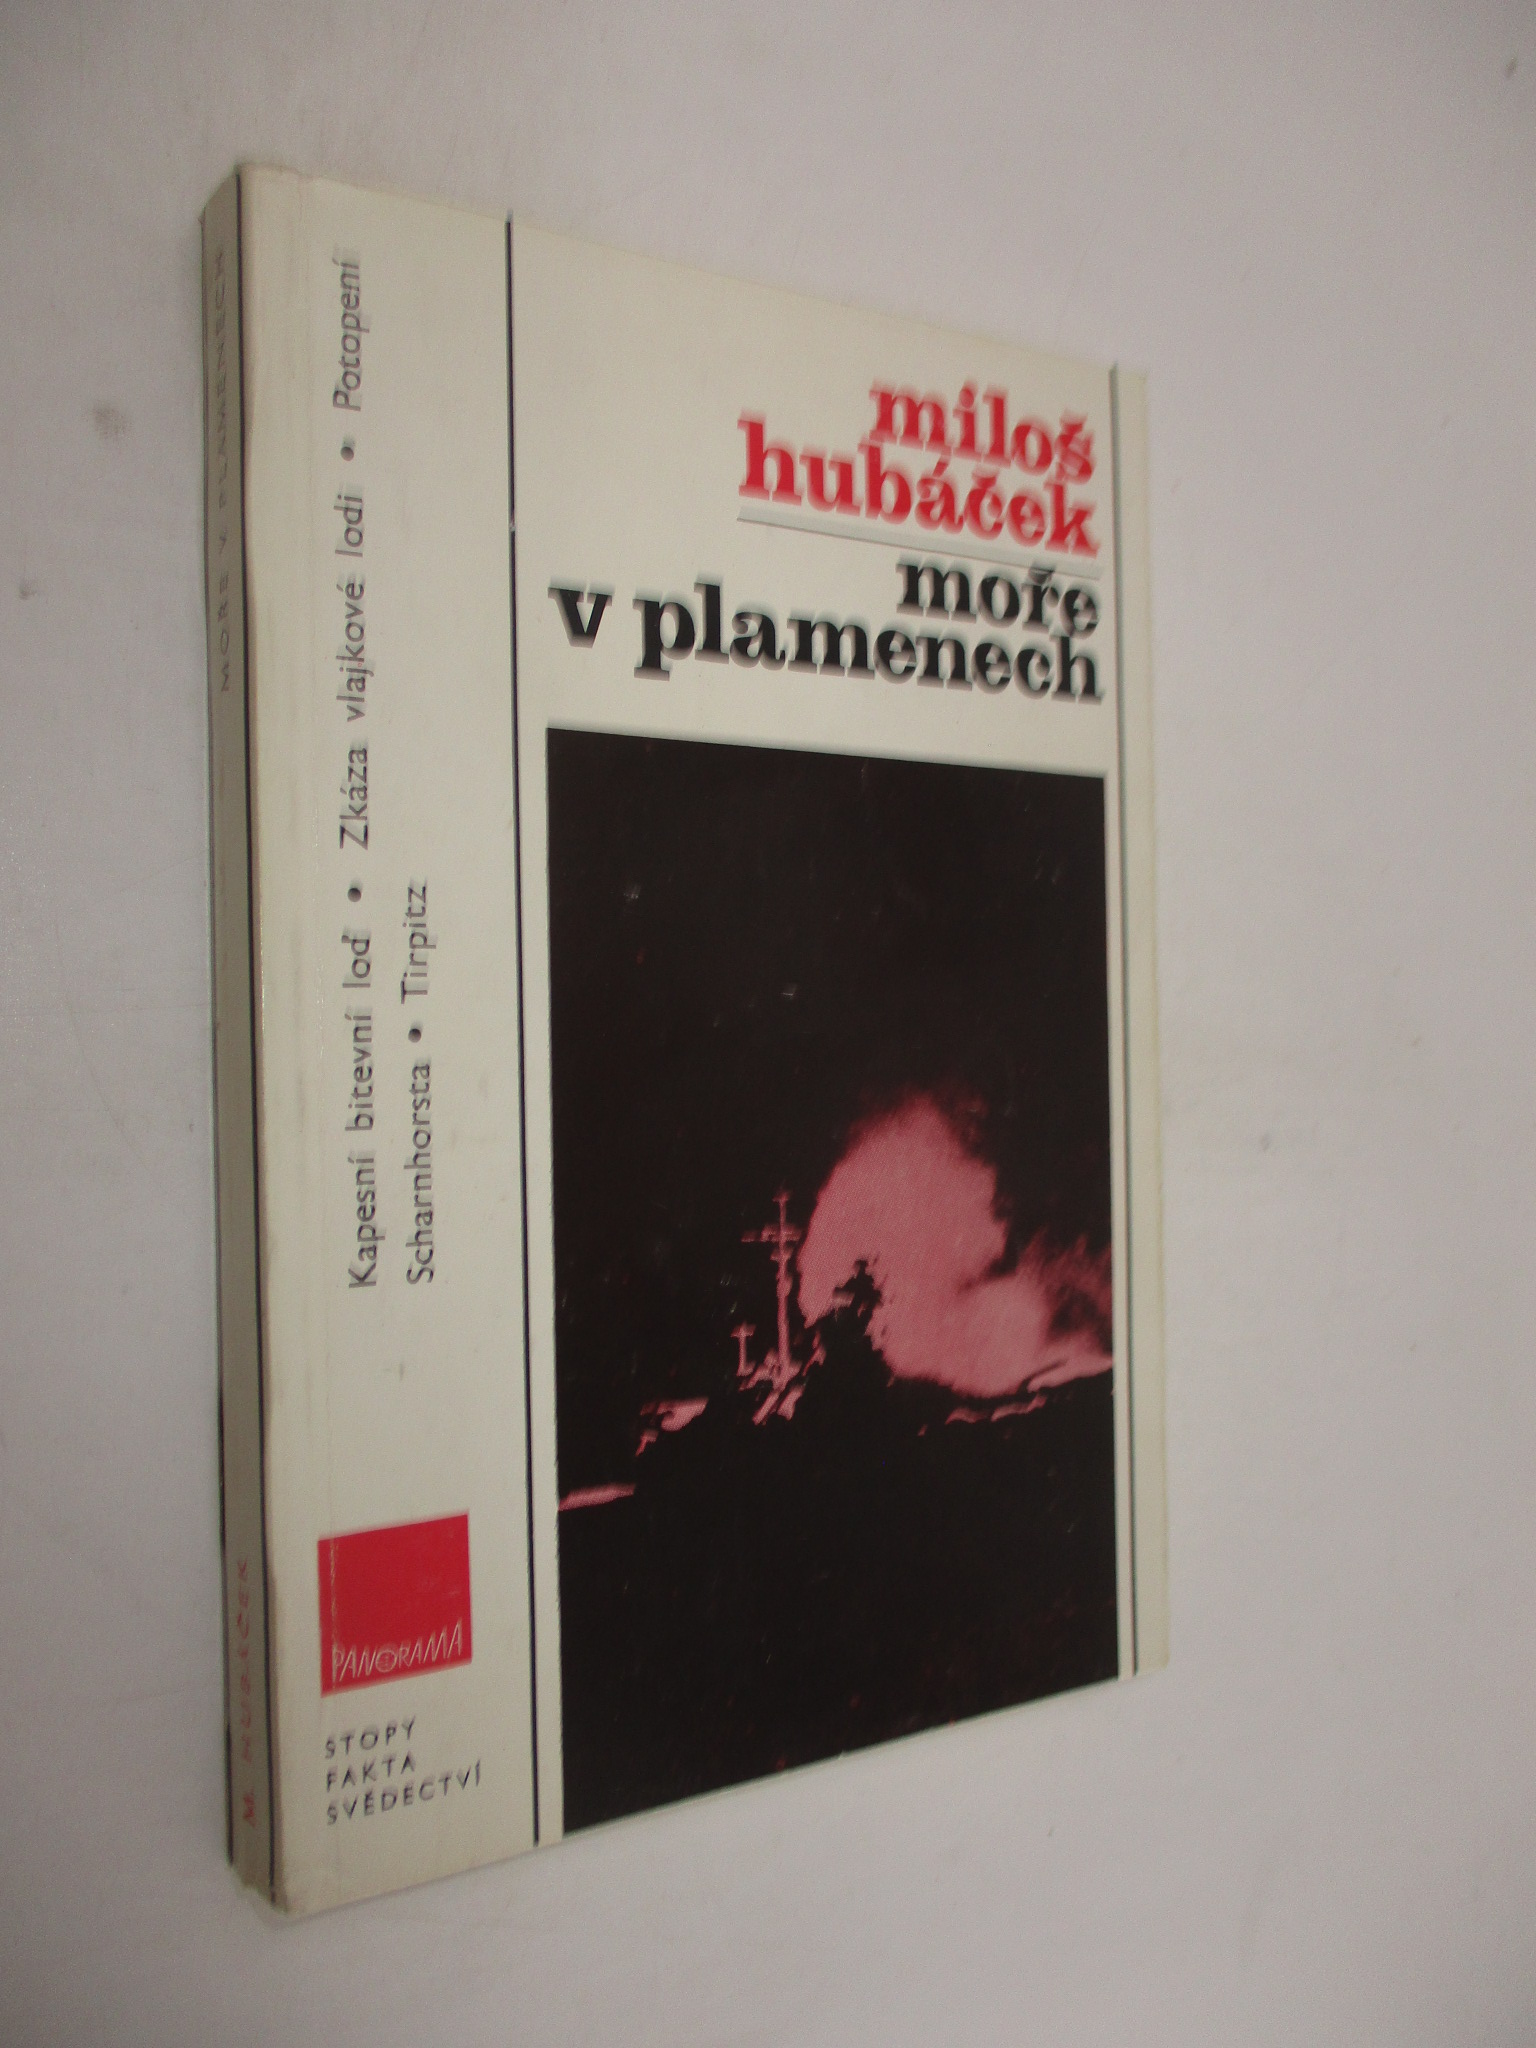 miloš
hubáček
moře
v plamenech
Kapesní bitevní loď • Zkáza vlajkové lodi • Potopení
Scharnhorsta • Tirpitz
PANORAMA
STOPY
FAKTA
SVĚDECTVÍ
M. HUBÁČEK
MOŘE V PLAMENECH